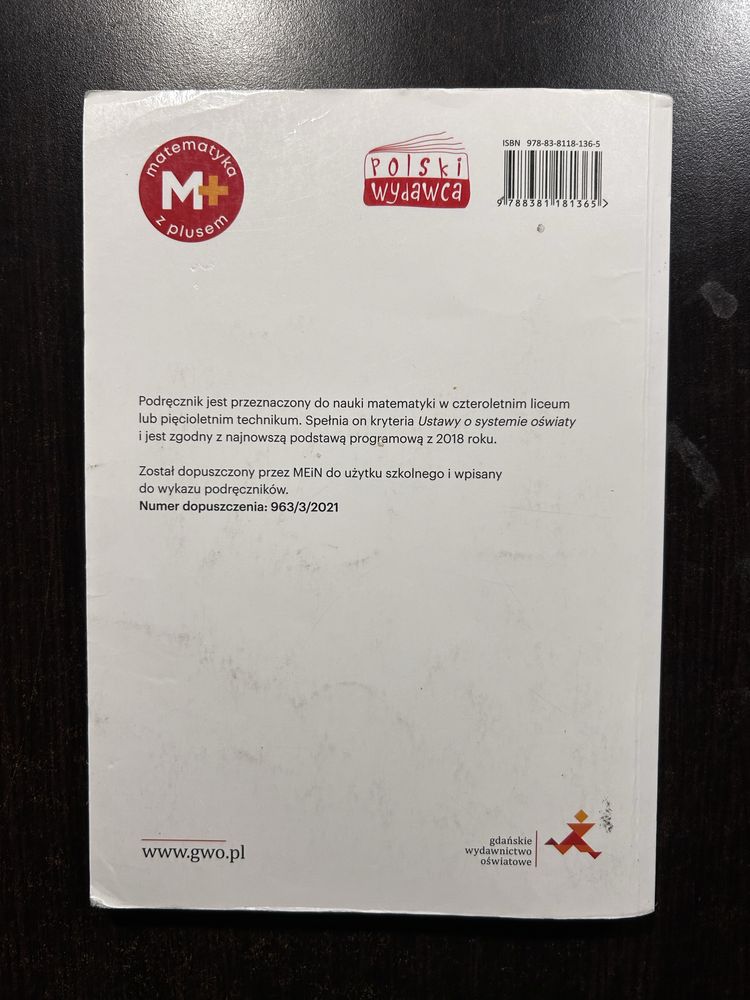 matematyka
M+
z plusem
Polski
wydawca
ISBN 978-83-8118-136-5
9 788381 181365 >
Podręcznik jest przeznaczony do nauki matematyki w czteroletnim liceum
lub pięcioletnim technikum. Spełnia on kryteria Ustawy o systemie oświaty
i jest zgodny z najnowszą podstawą programową z 2018 roku.
Został dopuszczony przez MEiN do użytku szkolnego i wpisany
do wykazu podręczników.
Numer dopuszczenia: 963/3/2021
www.gwo.pl
gdańskie
wydawnictwo
oświatowe